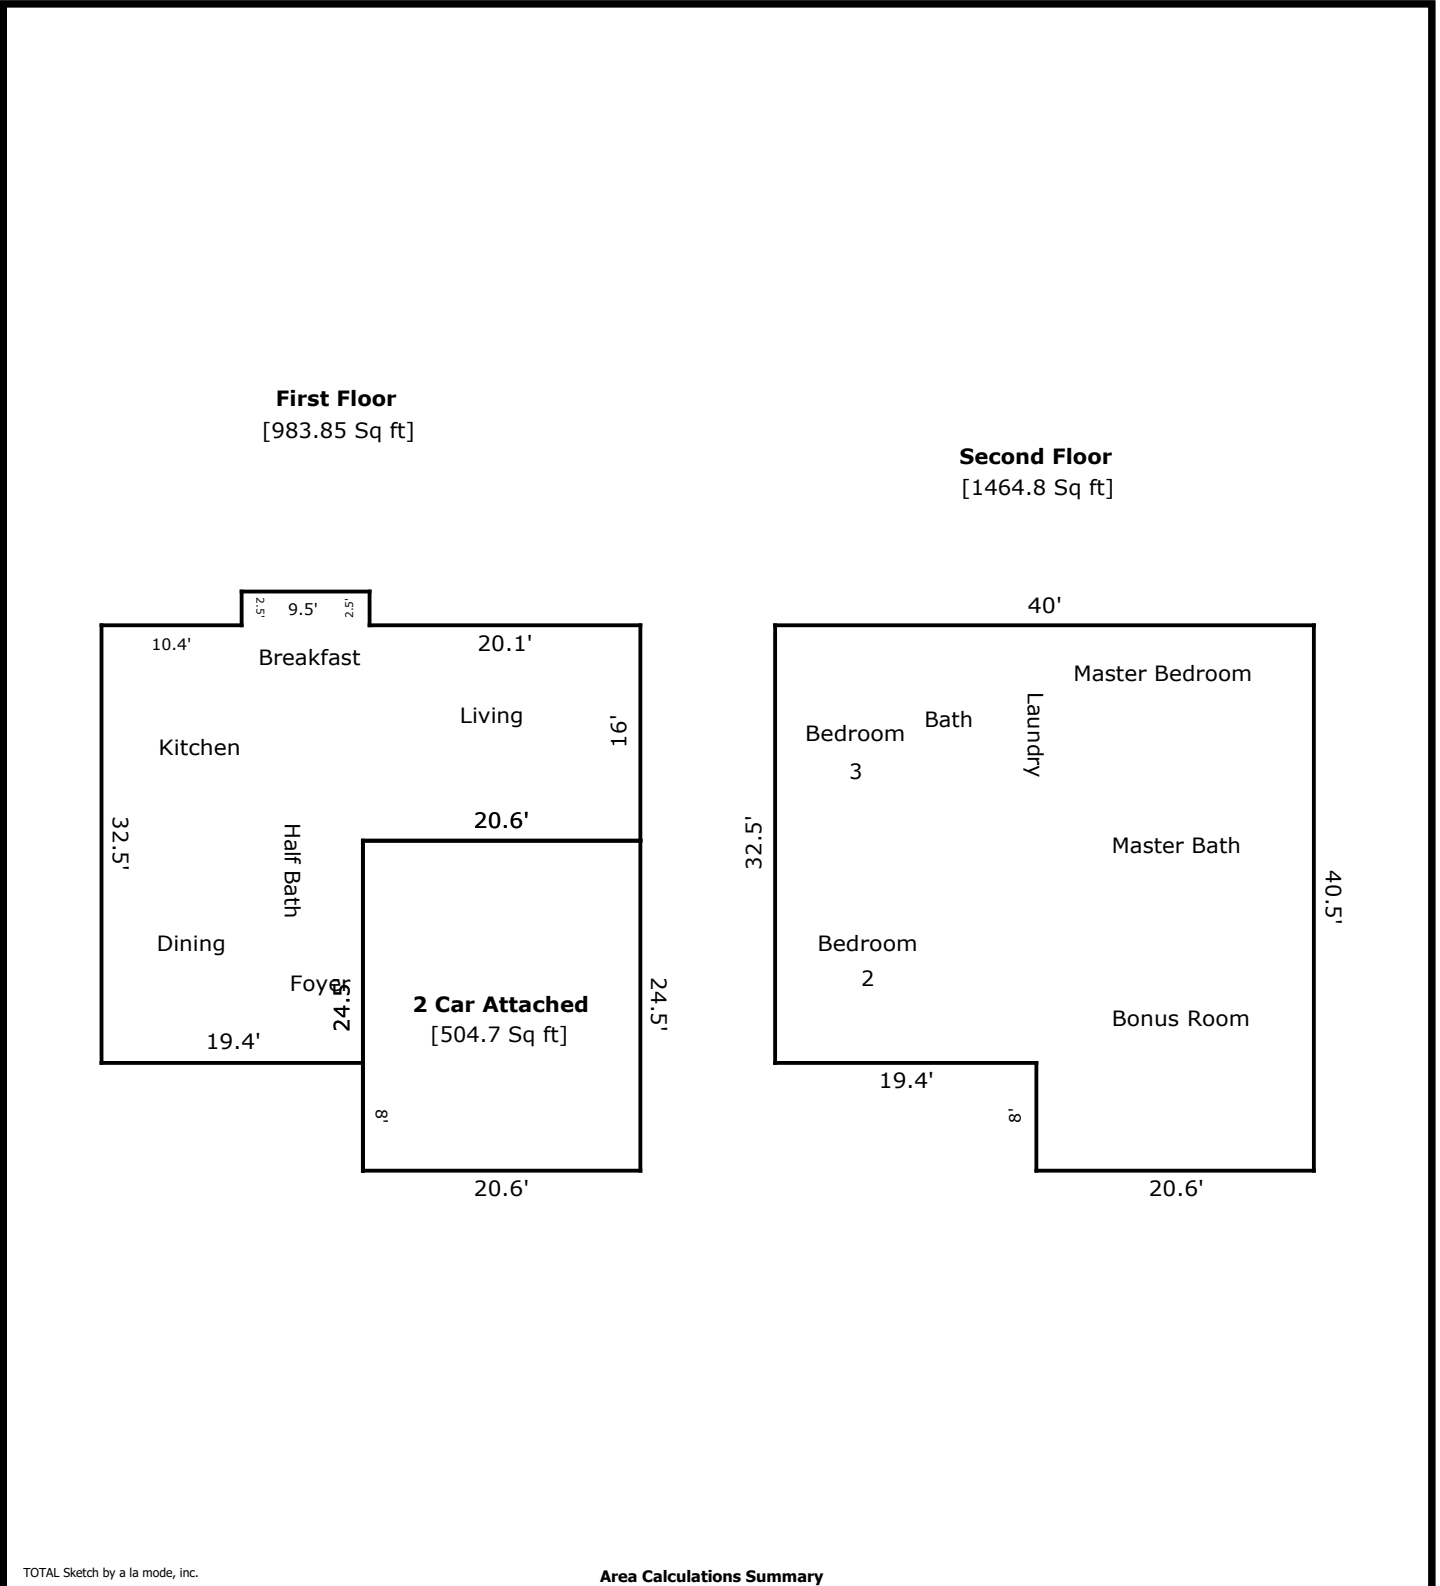 First Floor
[983.85 Sq ft]
Second Floor
[1464.8 Sq ft]
2.5'
9.5'
2.5'
10.4'
Breakfast
20.1'
Living
16'
Kitchen
20.6'
32.5'
Half Bath
Dining
Foyer
24.5'
2 Car Attached
[504.7 Sq ft]
24.5'
19.4'
8'
20.6'
40'
Master Bedroom
Laundry
Bath
Bedroom
3
32.5'
Master Bath
40.5'
Bedroom
2
Bonus Room
19.4'
8'
20.6'
TOTAL Sketch by a la mode, inc.
Area Calculations Summary